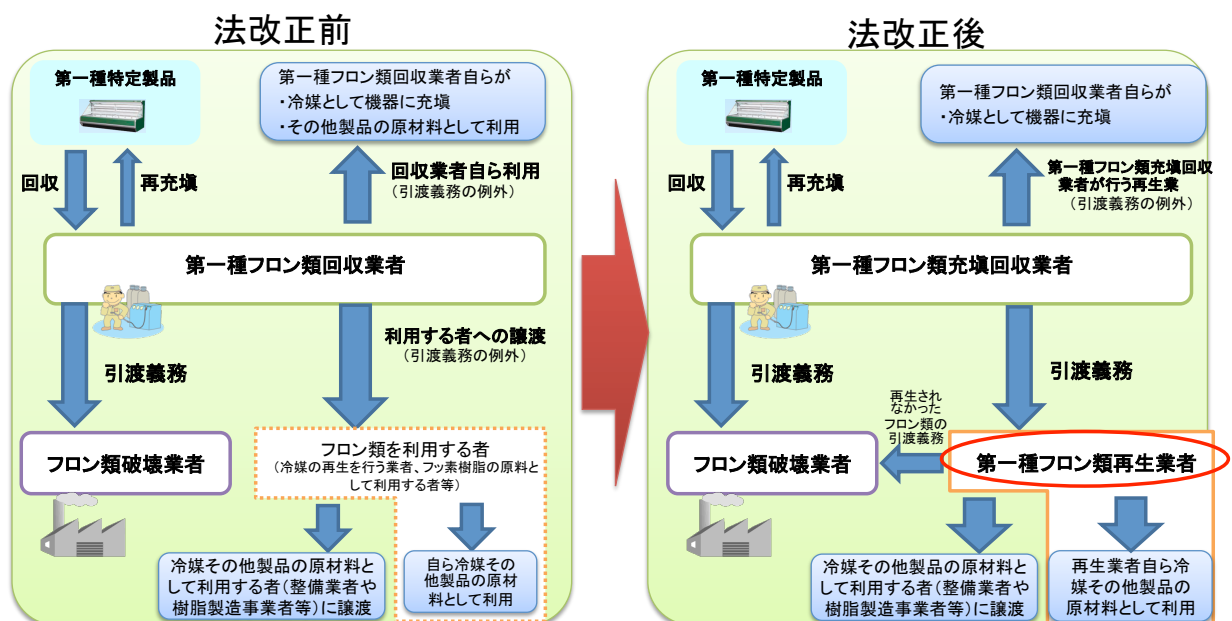 法改正前
第一種特定製品
第一種フロン類回収業者自らが
・冷媒として機器に充塡
・その他製品の原材料として利用
回収
再充塡
回収業者自ら利用
（引渡義務の例外）
第一種フロン類回収業者
引渡義務
利用する者への譲渡
（引渡義務の例外）
フロン類破壊業者
フロン類を利用する者
（冷媒の再生を行う業者、フッ素樹脂の原料と
して利用する者等）
冷媒その他製品の原材料と
して利用する者（整備業者や
樹脂製造事業者等）に譲渡
自ら冷媒その
他製品の原材
料として利用
法改正後
第一種特定製品
第一種フロン類回収業者自らが
・冷媒として機器に充塡
回収
再充塡
第一種フロン類充塡回収
業者が行う再生業
（引渡義務の例外）
第一種フロン類充塡回収業者
引渡義務
引渡義務
再生され
なかった
フロン類の
引渡義務
フロン類破壊業者
第一種フロン類再生業者
冷媒その他製品の原材料と
して利用する者（整備業者や
樹脂製造事業者等）に譲渡
再生業者自ら冷
媒その他製品の
原材料として利用